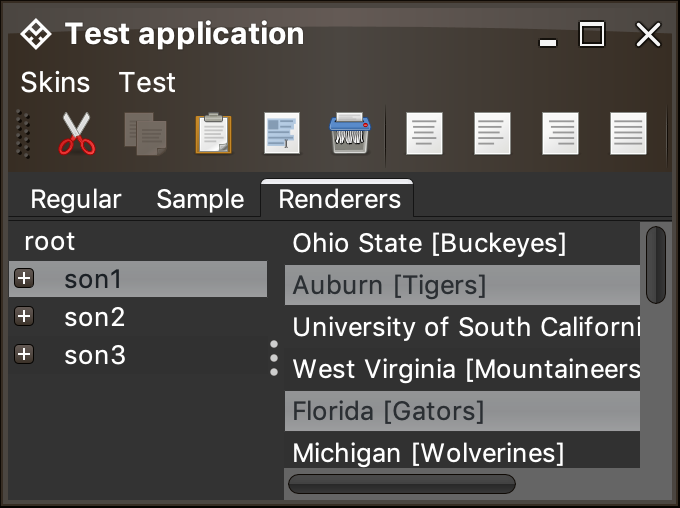 Test application
Skins Test
Regular Sample Renderers
root
son1
son2
son3
Ohio State [Buckeyes]
Auburn [Tigers]
University of South Californi
West Virginia [Mountaineers
Florida [Gators]
Michigan [Wolverines]